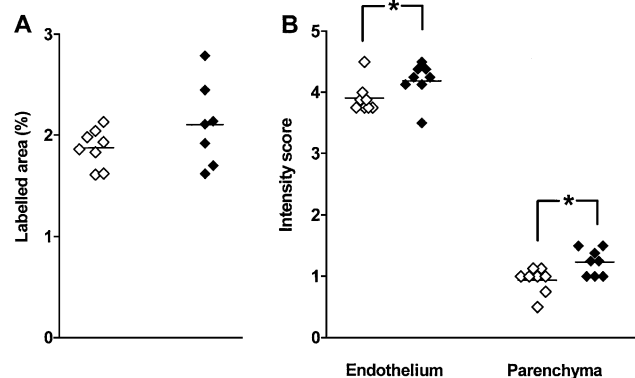 A
Labelled area (%)
3
2
1
0
B
Intensity score
5
4
3
2
1
0
*
*
Endothelium
Parenchyma